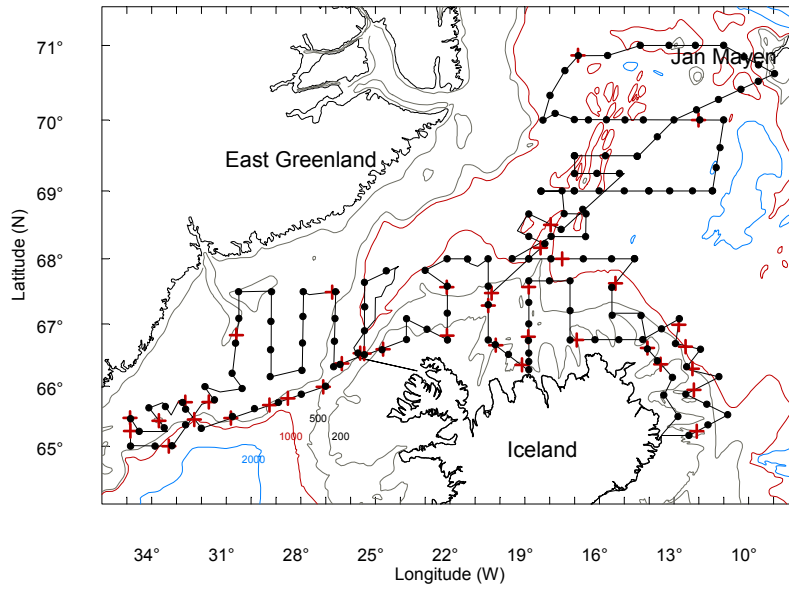 71°
Jan Mayen
70°
East Greenland
69°
Latitude (N)
68°
67°
66°
500
1000 200
Iceland
65°
2000
34° 31° 28° 25° 22° 19° 16° 13° 10°
Longitude (W)